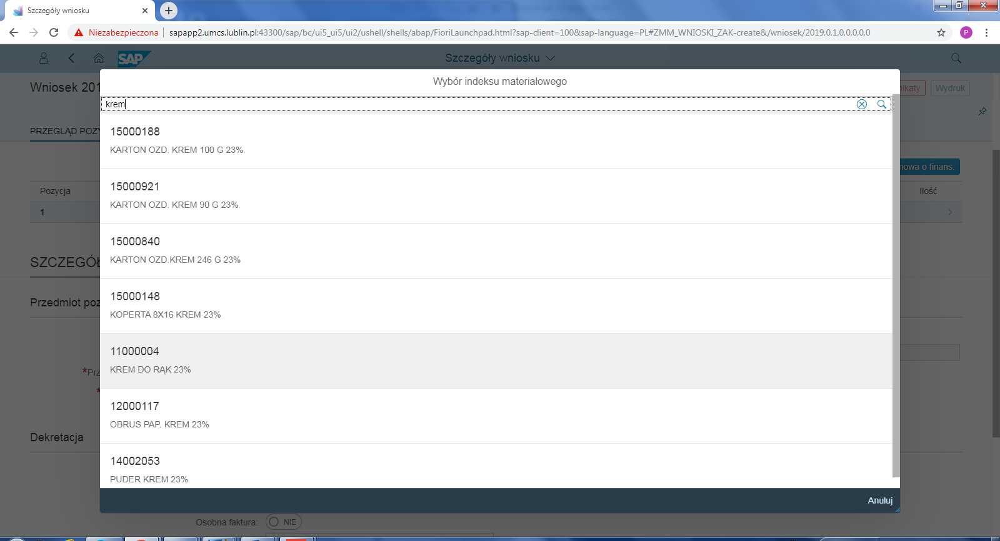 Szczegóły wniosku
Niezabezpieczona
sapapp2.umcs.lublin.pl:43300/sap/bc/ui5_ui5/ui2/ushell/shells/abap/FioriLaunchpad.html?sap-client=100&sap-language=PL#ZMM_WNIOSKI_ZAK-create&/wniosek/2019,0,1,0,0,0,0,0
P
SAP
Szczegóły wniosku
Wniosek 201
Wydruk
PRZEGLĄD
Wybór indeksu materiałowego
krem
15000188
KARTON OZD. KREM 100 G 23%
15000921
KARTON OZD. KREM 90 G 23%
15000840
KARTON OZD.KREM 246 G 23%
15000148
KOPERTA 8X16 KREM 23%
11000004
KREM DO RĄK 23%
12000117
OBRUS PAP. KREM 23%
14002053
PUDER KREM 23%
Anuluj
o finans.
Pozycja
Ilość
1
SZCZEGÓŁ
Przedmiot poz
*Prz
*
Dekretacja
Osobna faktura:
NIE